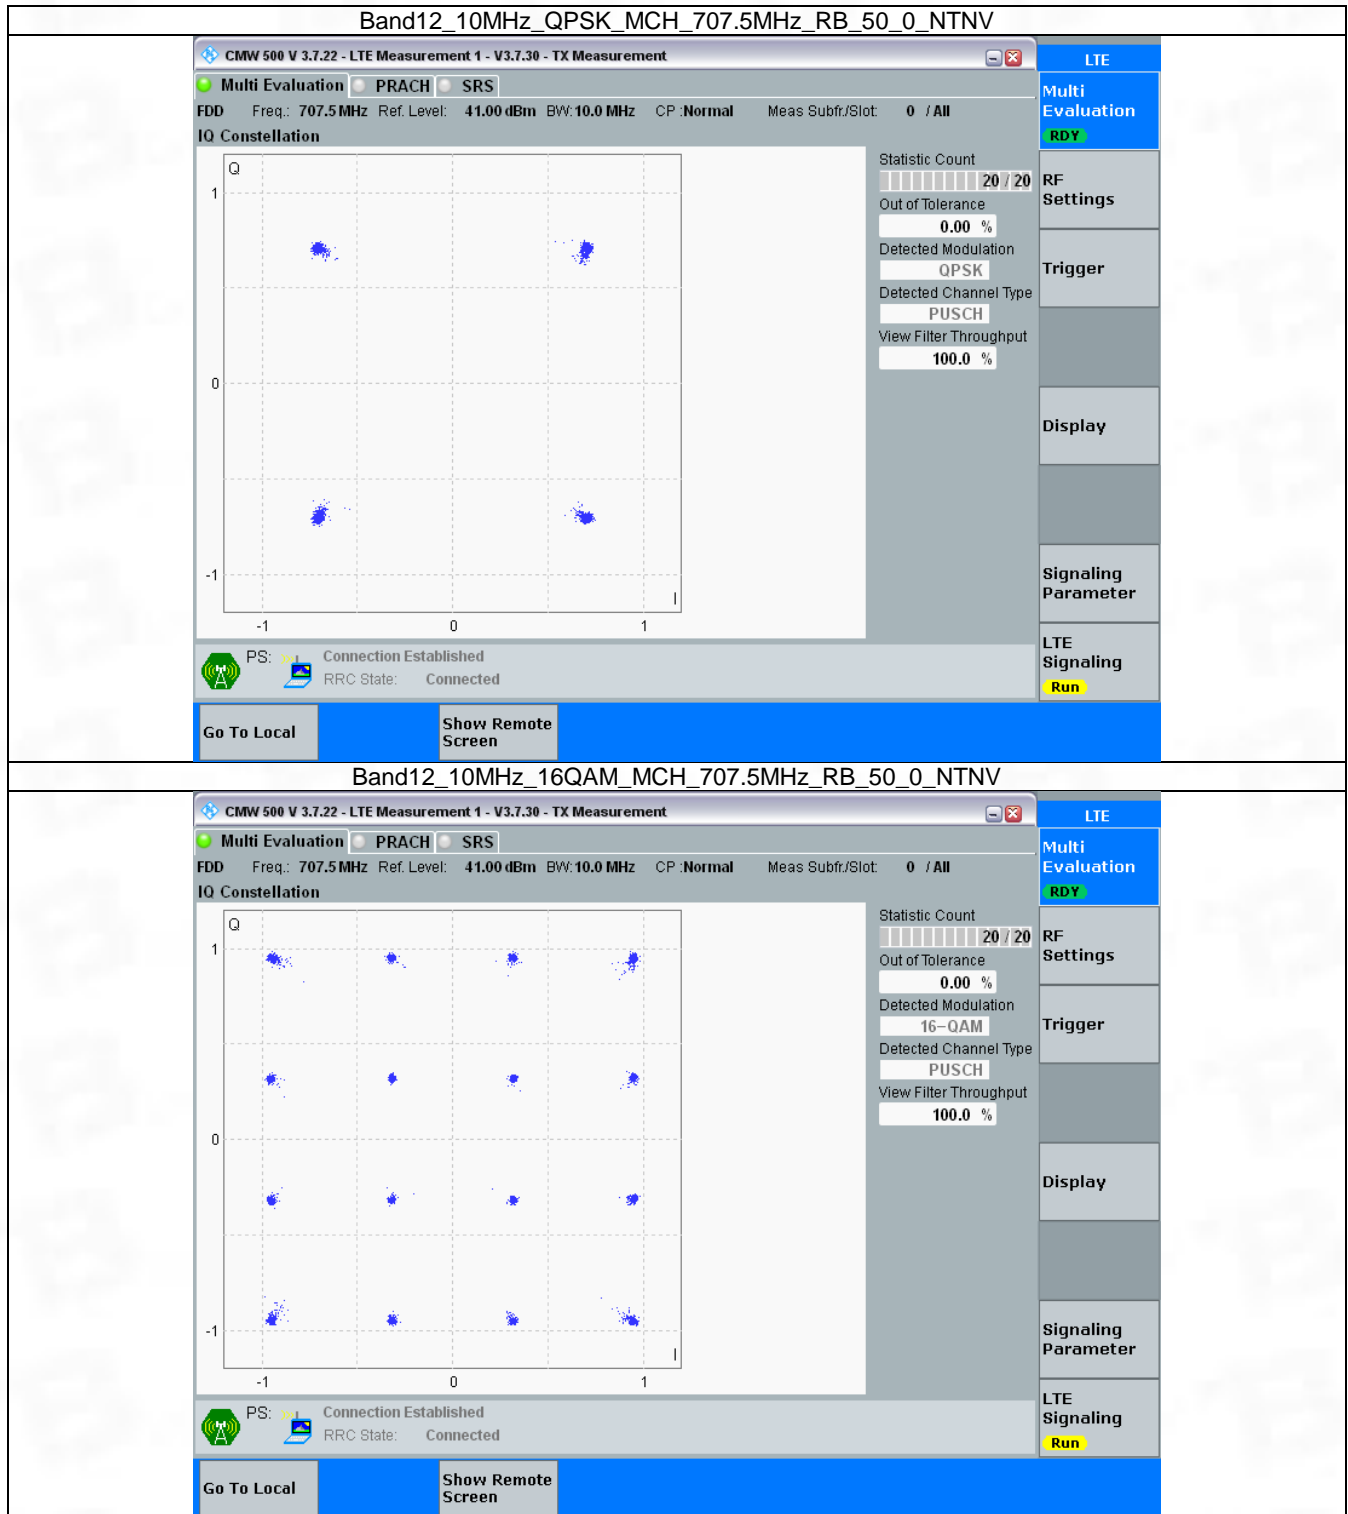 Band12_10MHz_QPSK_MCH_707.5MHz_RB_50_0_NTNV
CMW 500 V 3.7.22 - LTE Measurement 1 - V3.7.30 - TX Measurement
LTE
Multi Evaluation PRACH SRS
Multi
Evaluation
RDY
FDD Freq.: 707.5 MHz Ref. Level: 41.00 dBm BW: 10.0 MHz CP :Normal Meas Subfr./Slot: 0 / All
IQ Constellation
Q
1
0
-1
I
-1 0 1
Statistic Count
20 / 20
Out of Tolerance
0.00 %
Detected Modulation
QPSK
Detected Channel Type
PUSCH
View Filter Throughput
100.0 %
RF
Settings
Trigger
Display
Signaling
Parameter
LTE
Signaling
Run
PS: Connection Established
RRC State: Connected
Go To Local
Show Remote
Screen
Band12_10MHz_16QAM_MCH_707.5MHz_RB_50_0_NTNV
CMW 500 V 3.7.22 - LTE Measurement 1 - V3.7.30 - TX Measurement
LTE
Multi Evaluation PRACH SRS
Multi
Evaluation
RDY
FDD Freq.: 707.5 MHz Ref. Level: 41.00 dBm BW: 10.0 MHz CP :Normal Meas Subfr./Slot: 0 / All
IQ Constellation
Q
1
0
-1
I
-1 0 1
Statistic Count
20 / 20
Out of Tolerance
0.00 %
Detected Modulation
16-QAM
Detected Channel Type
PUSCH
View Filter Throughput
100.0 %
RF
Settings
Trigger
Display
Signaling
Parameter
LTE
Signaling
Run
PS: Connection Established
RRC State: Connected
Go To Local
Show Remote
Screen